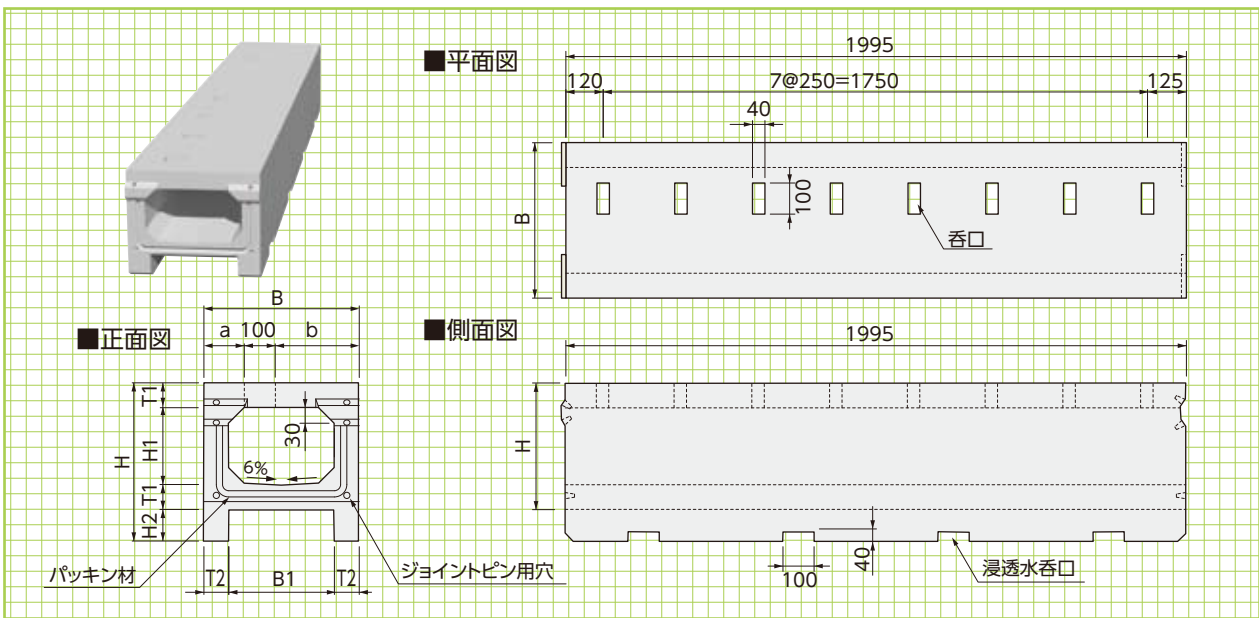 ■平面図
1995
120
7@250=1750
125
40
100
B
呑口
■正面図
B
a
100
b
T1
H1
T1
H2
H
30
6%
パッキン材
T2
B1
T2
ジョイントピン用穴
■側面図
1995
H
100
40
浸透水呑口